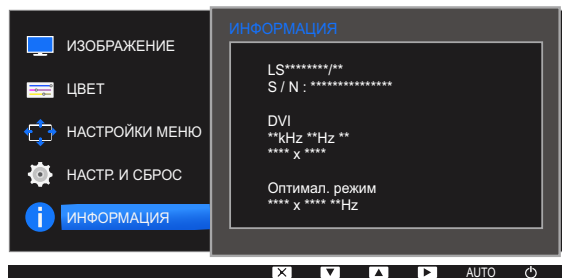 ИЗОБРАЖЕНИЕ
ЦВЕТ
НАСТРОЙКИ МЕНЮ
НАСТР. И СБРОС
ИНФОРМАЦИЯ
ИНФОРМАЦИЯ
LS********/**
S / N : ***************
DVI
**kHz **Hz **
**** x ****
Оптимал. режим
**** x **** **Hz
AUTO